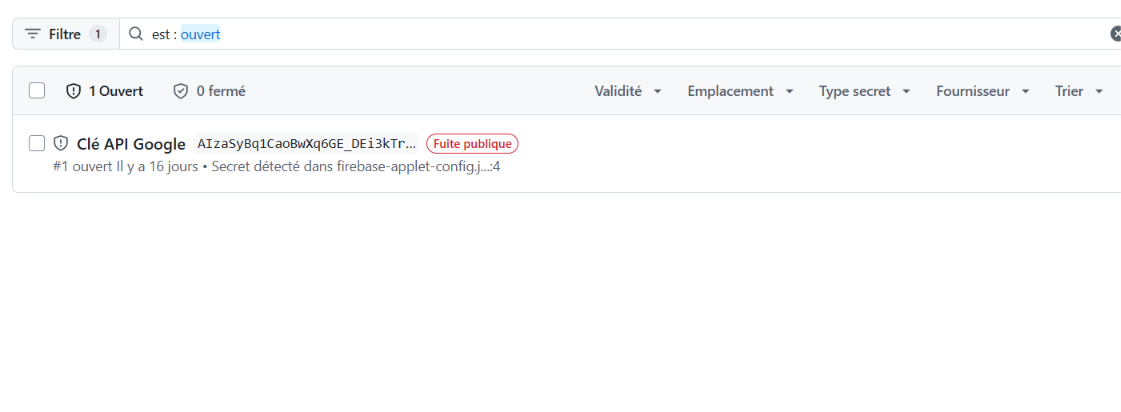 Filtre 1 est : ouvert
1 Ouvert 0 fermé Validité Emplacement Type secret Fournisseur Trier
Clé API Google AIzaSyBq1CaoBwXq6GE_DEi3kTr... Fuite publique
#1 ouvert Il y a 16 jours • Secret détecté dans firebase-applet-config.j...:4